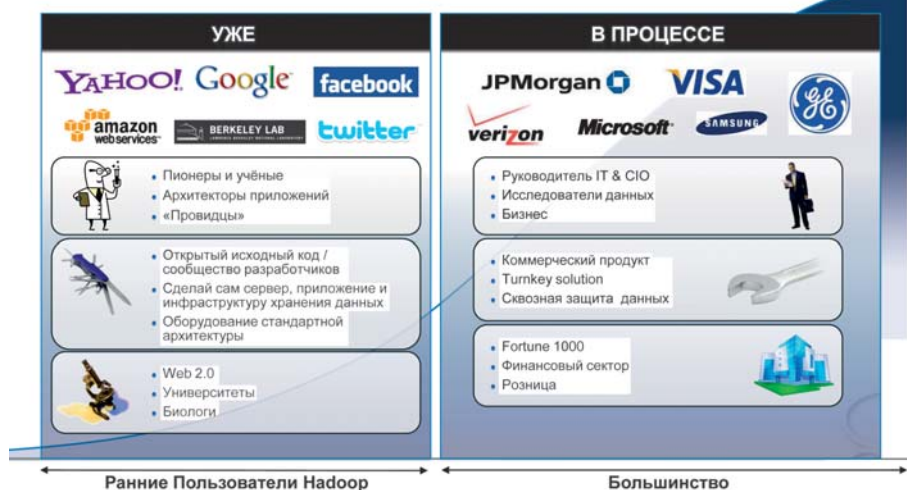 УЖЕ
YAHOO! Google facebook
amazon webservices BERKELEY LAB twitter
Пионеры и учёные
Архитекторы приложений
«Провидцы»
Открытый исходный код /
сообщество разработчиков
Сделай сам сервер, приложение и
инфраструктуру хранения данных
Оборудование стандартной
архитектуры
Web 2.0
Университеты
Биологи
В ПРОЦЕССЕ
JPMorgan VISA GE
verizon Microsoft SAMSUNG
Руководитель IT & CIO
Исследователи данных
Бизнес
Коммерческий продукт
Turnkey solution
Сквозная защита данных
Fortune 1000
Финансовый сектор
Розница
Ранние Пользователи Hadoop
Большинство